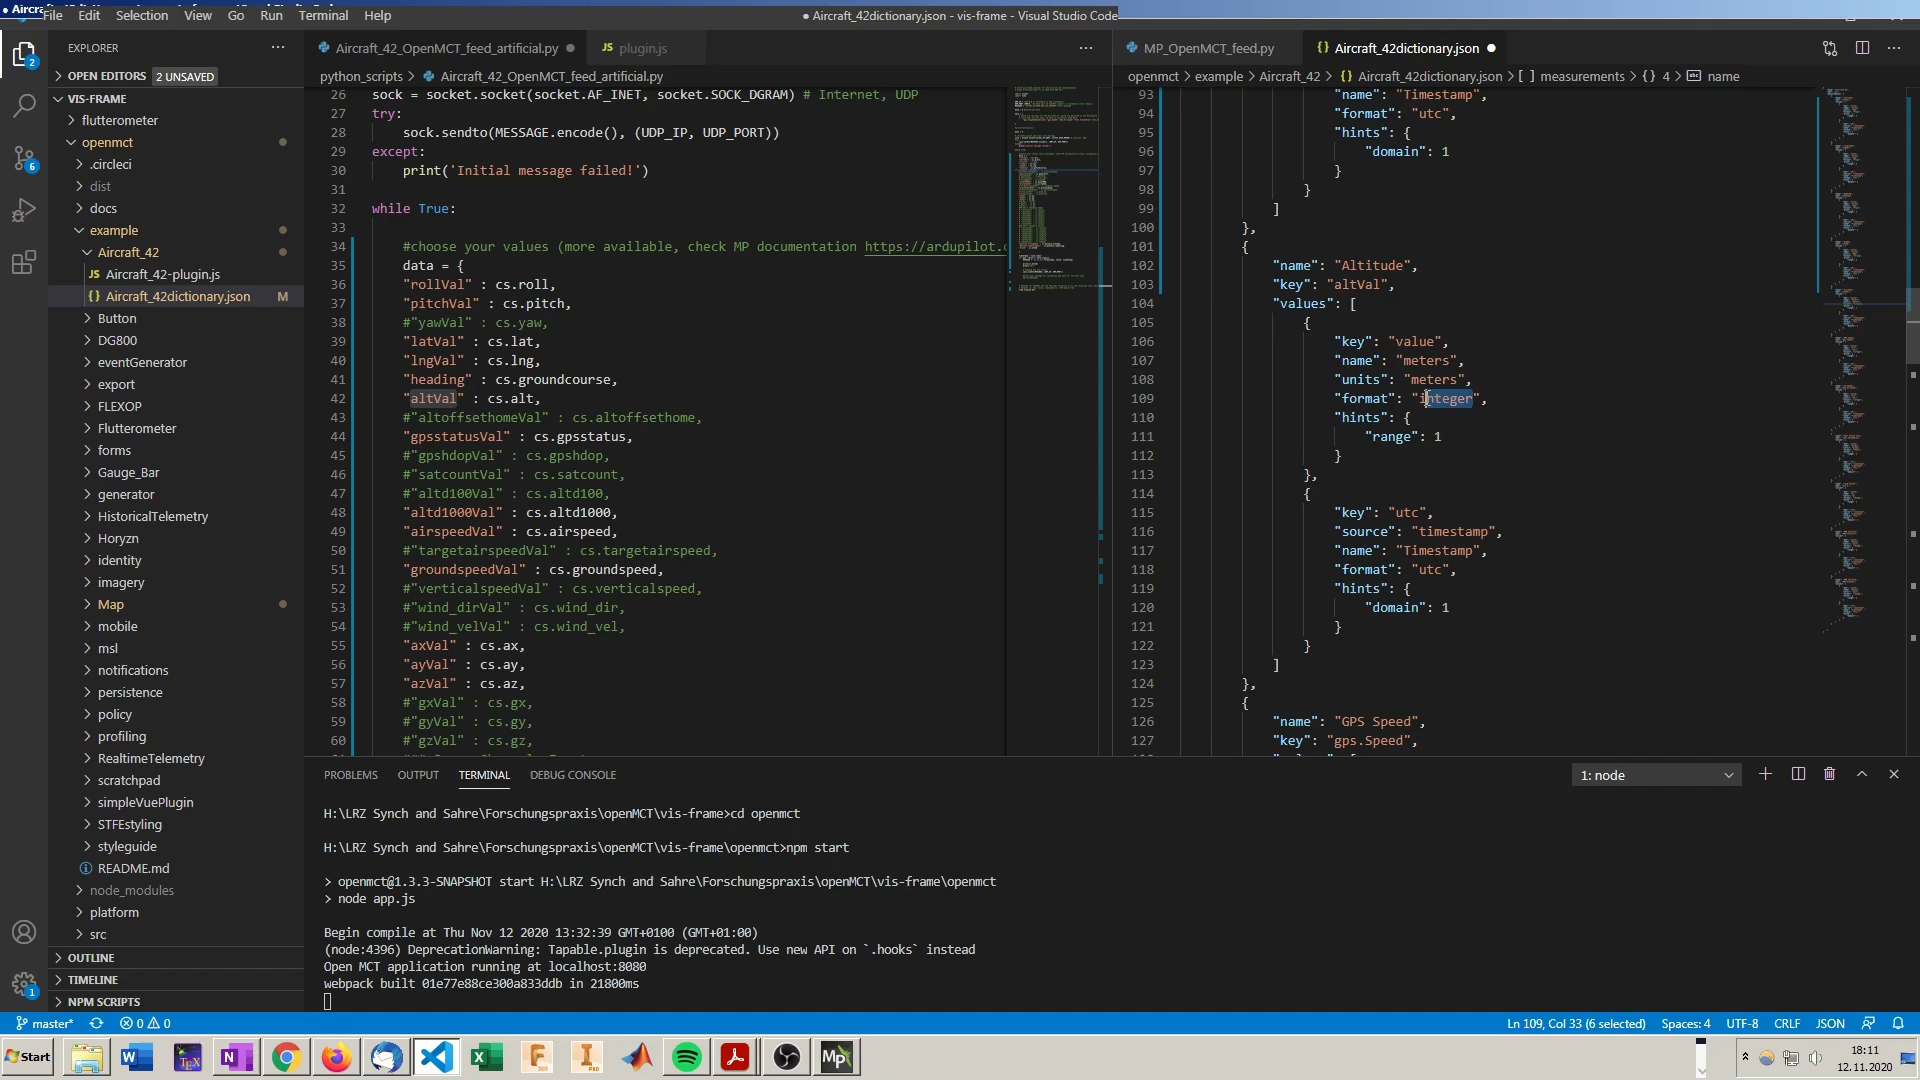 Aircra
File Edit Selection View Go Run Terminal Help
● Aircraft_42dictionary.json - vis-frame - Visual Studio Code
EXPLORER
OPEN EDITORS 2 UNSAVED
VIS-FRAME
flutterometer
openmct
.circleci
dist
docs
example
Aircraft_42
JS Aircraft_42-plugin.js
{} Aircraft_42dictionary.json M
Button
DG800
eventGenerator
export
FLEXOP
Flutterometer
forms
Gauge_Bar
generator
HistoricalTelemetry
Horyzn
identity
imagery
Map
mobile
msl
notifications
persistence
policy
profiling
RealtimeTelemetry
scratchpad
simpleVuePlugin
STFEstyling
styleguide
README.md
node_modules
platform
src
OUTLINE
TIMELINE
NPM SCRIPTS
2
6
1
Aircraft_42_OpenMCT_feed_artificial.py ●
JS plugin.js
python_scripts > Aircraft_42_OpenMCT_feed_artificial.py
26 sock = socket.socket(socket.AF_INET, socket.SOCK_DGRAM) # Internet, UDP
27 try:
28 sock.sendto(MESSAGE.encode(), (UDP_IP, UDP_PORT))
29 except:
30 print('Initial message failed!')
31
32 while True:
33
34 #choose your values (more available, check MP documentation https://ardupilot.
35 data = {
36 "rollVal" : cs.roll,
37 "pitchVal" : cs.pitch,
38 #"yawVal" : cs.yaw,
39 "latVal" : cs.lat,
40 "lngVal" : cs.lng,
41 "heading" : cs.groundcourse,
42 "altVal" : cs.alt,
43 #"altoffsethomeVal" : cs.altoffsethome,
44 "gpsstatusVal" : cs.gpsstatus,
45 #"gpshdopVal" : cs.gpshdop,
46 #"satcountVal" : cs.satcount,
47 #"altd100Val" : cs.altd100,
48 "altd1000Val" : cs.altd1000,
49 "airspeedVal" : cs.airspeed,
50 #"targetairspeedVal" : cs.targetairspeed,
51 "groundspeedVal" : cs.groundspeed,
52 #"verticalspeedVal" : cs.verticalspeed,
53 #"wind_dirVal" : cs.wind_dir,
54 #"wind_velVal" : cs.wind_vel,
55 "axVal" : cs.ax,
56 "ayVal" : cs.ay,
57 "azVal" : cs.az,
58 #"gxVal" : cs.gx,
59 #"gyVal" : cs.gy,
60 #"gzVal" : cs.gz,
MP_OpenMCT_feed.py
{} Aircraft_42dictionary.json ●
openmct > example > Aircraft_42 > {} Aircraft_42dictionary.json > [ ] measurements > { } 4 > name
93 "name": "Timestamp",
94 "format": "utc",
95 "hints": {
96 "domain": 1
97 }
98 }
99 ]
100 },
101 {
102 "name": "Altitude",
103 "key": "altVal",
104 "values": [
105 {
106 "key": "value",
107 "name": "meters",
108 "units": "meters",
109 "format": "integer",
110 "hints": {
111 "range": 1
112 }
113 },
114 {
115 "key": "utc",
116 "source": "timestamp",
117 "name": "Timestamp",
118 "format": "utc",
119 "hints": {
120 "domain": 1
121 }
122 }
123 ]
124 },
125 {
126 "name": "GPS Speed",
127 "key": "gps.Speed",
PROBLEMS OUTPUT TERMINAL DEBUG CONSOLE
1: node
H:\LRZ Synch and Sahre\Forschungspraxis\openMCT\vis-frame>cd openmct
H:\LRZ Synch and Sahre\Forschungspraxis\openMCT\vis-frame\openmct>npm start
> openmct@1.3.3-SNAPSHOT start H:\LRZ Synch and Sahre\Forschungspraxis\openMCT\vis-frame\openmct
> node app.js
Begin compile at Thu Nov 12 2020 13:32:39 GMT+0100 (GMT+01:00)
(node:4396) DeprecationWarning: Tapable.plugin is deprecated. Use new API on `.hooks` instead
Open MCT application running at localhost:8080
webpack built 01e77e88ce300a833ddb in 21800ms
master* 0 0
Ln 109, Col 33 (6 selected) Spaces: 4 UTF-8 CRLF JSON
Start
18:11
12.11.2020